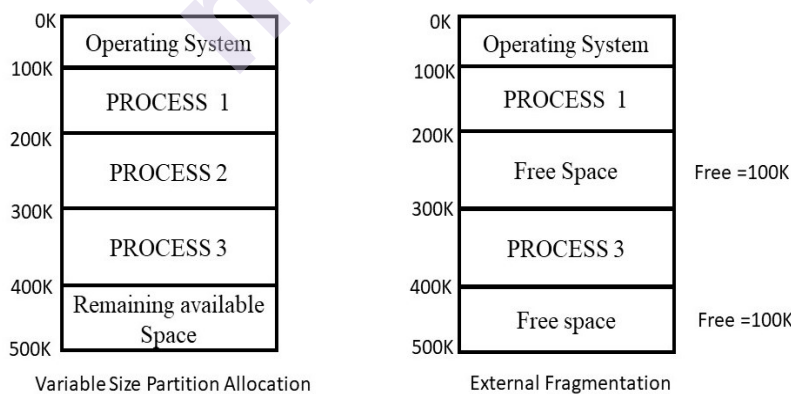 0K
Operating System
100K
PROCESS 1
200K
PROCESS 2
300K
PROCESS 3
400K
Remaining available
Space
500K
Variable Size Partition Allocation
0K
Operating System
100K
PROCESS 1
200K
Free Space
Free =100K
300K
PROCESS 3
400K
Free space
Free =100K
500K
External Fragmentation